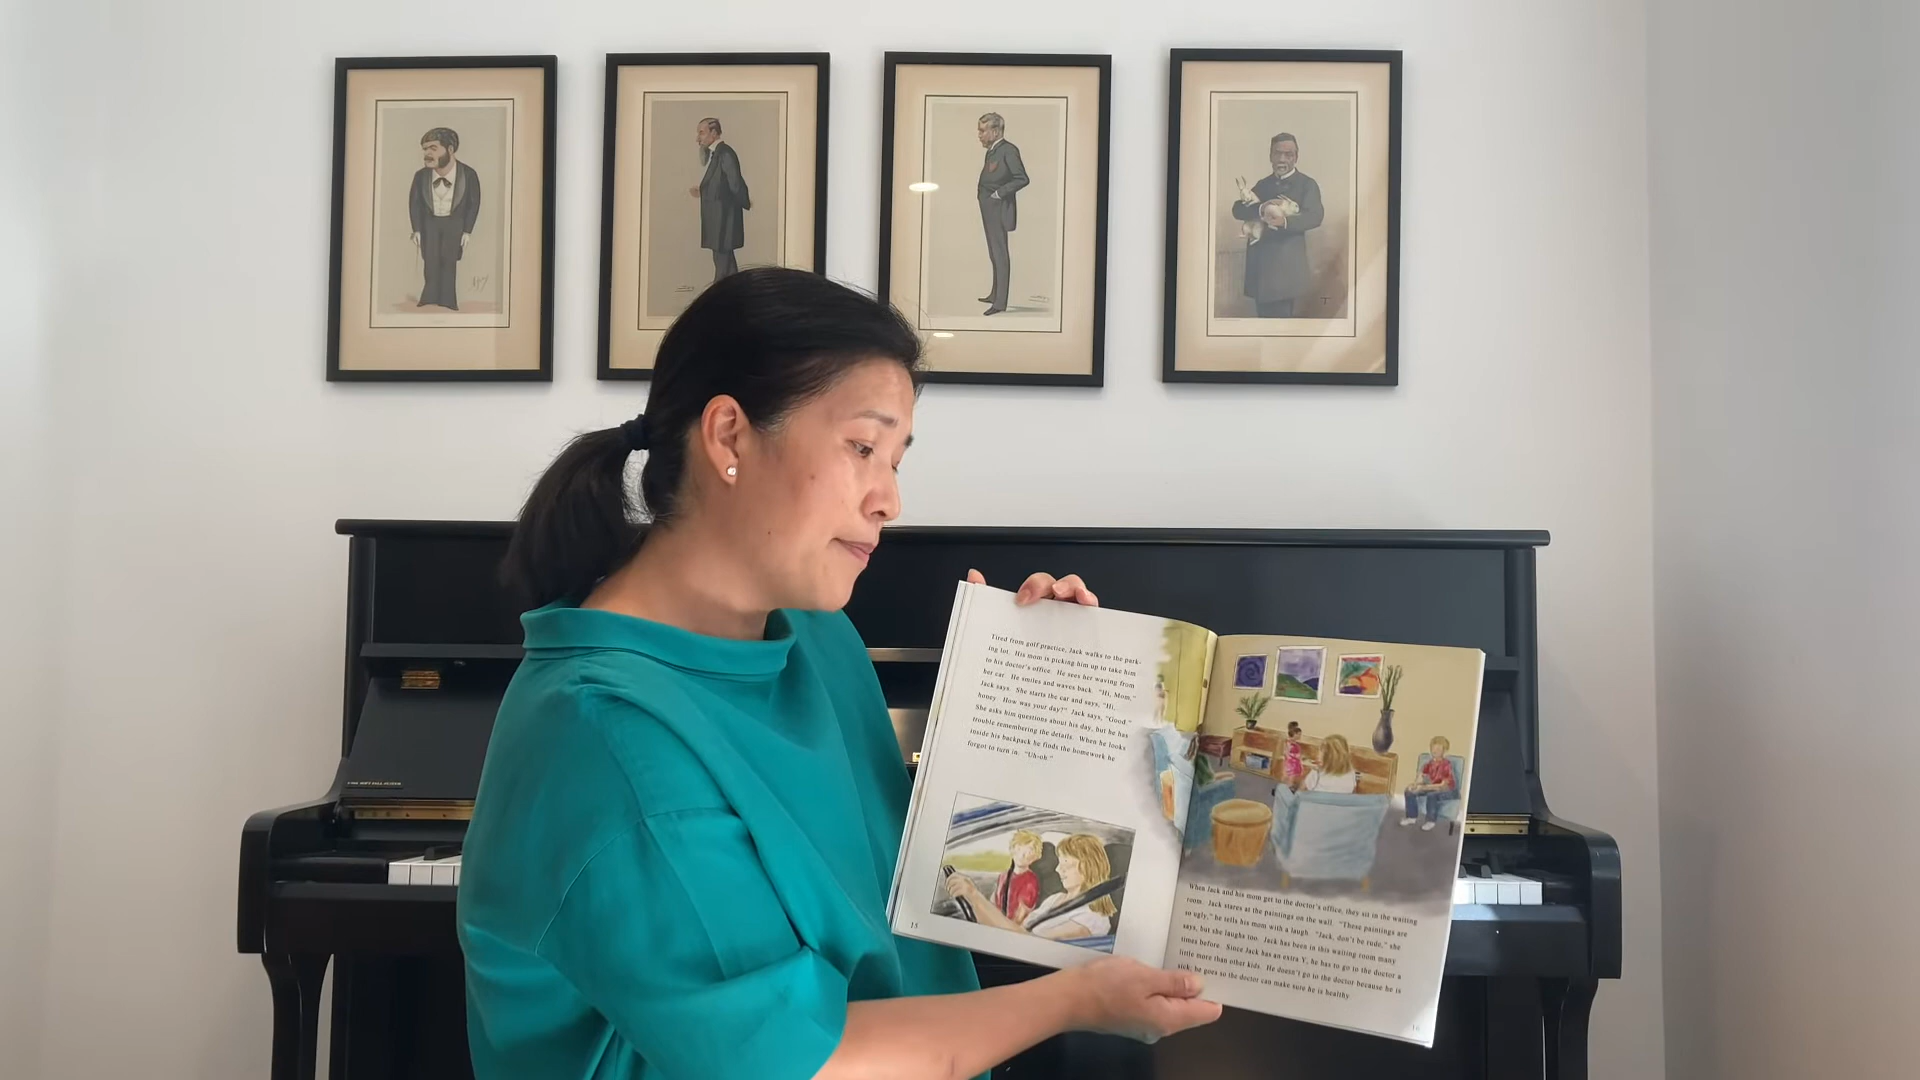 Tired from golf practice, Jack walks to the park-
ing lot. His mom is picking him up to take him
to his doctor's office. He sees her waving from
her car. He smiles and waves back. "Hi, Mom,"
Jack says. She starts the car and says, "Hi,
honey. How was your day?" Jack says, "Good."
She asks him questions about his day, but he has
trouble remembering the details. When he looks
inside his backpack he finds the homework he
forgot to turn in. "Uh-oh."
15
When Jack and his mom get to the doctor's office, they sit in the waiting
room. Jack stares at the paintings on the wall. "These paintings are
so ugly," he tells his mom with a laugh. "Jack, don't be rude," she
says, but she laughs too. Jack has been in this waiting room many
times before. Since Jack has an extra Y, he has to go to the doctor a
little more than other kids. He doesn't go to the doctor because he is
sick; he goes so the doctor can make sure he is healthy.
16